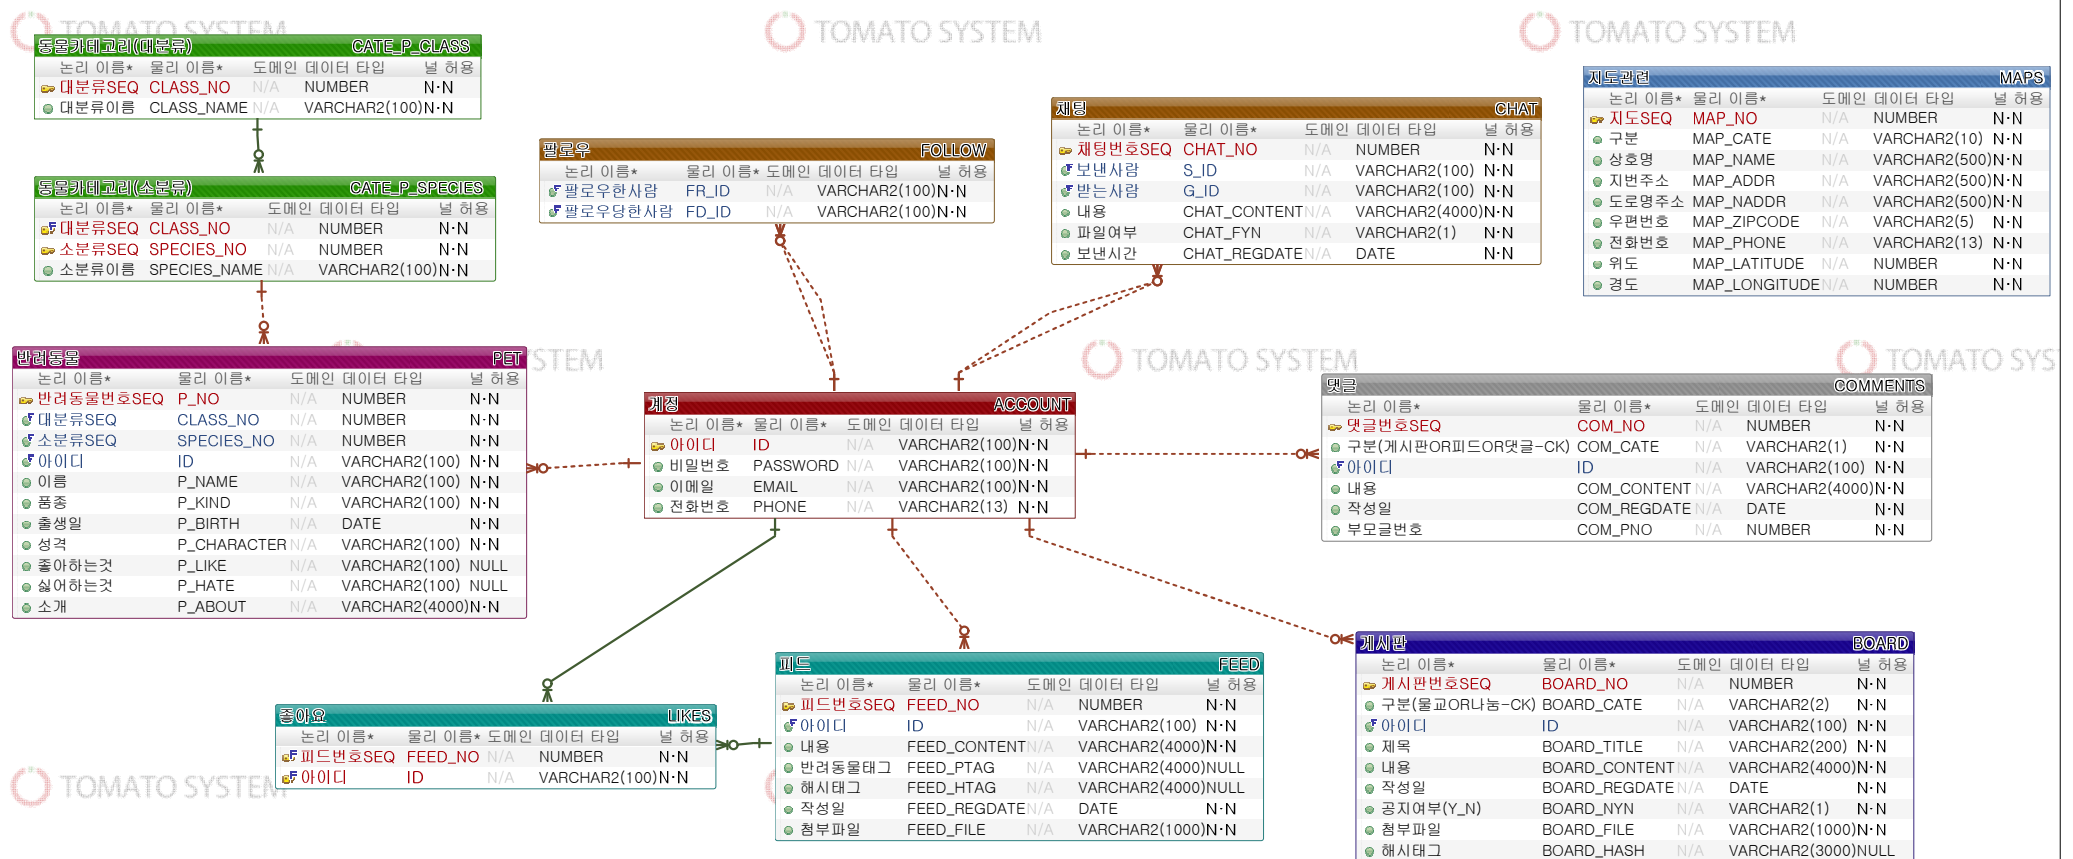 TOMATO SYSTEM
TOMATO SYSTEM
TOMATO SYSTEM
동물카테고리(대분류) CATE_P_CLASS
논리 이름* 물리 이름* 도메인 데이터 타입 널 허용
대분류SEQ CLASS_NO N/A NUMBER N·N
대분류이름 CLASS_NAME N/A VARCHAR2(100) N·N
동물카테고리(소분류) CATE_P_SPECIES
논리 이름* 물리 이름* 도메인 데이터 타입 널 허용
대분류SEQ CLASS_NO N/A NUMBER N·N
소분류SEQ SPECIES_NO N/A NUMBER N·N
소분류이름 SPECIES_NAME N/A VARCHAR2(100) N·N
팔로우 FOLLOW
논리 이름* 물리 이름* 도메인 데이터 타입 널 허용
팔로우한사람 FR_ID N/A VARCHAR2(100) N·N
팔로우당한사람 FD_ID N/A VARCHAR2(100) N·N
채팅 CHAT
논리 이름* 물리 이름* 도메인 데이터 타입 널 허용
채팅번호SEQ CHAT_NO N/A NUMBER N·N
보낸사람 S_ID N/A VARCHAR2(100) N·N
받는사람 G_ID N/A VARCHAR2(100) N·N
내용 CHAT_CONTENT N/A VARCHAR2(4000) N·N
파일여부 CHAT_FYN N/A VARCHAR2(1) N·N
보낸시간 CHAT_REGDATE N/A DATE N·N
지도관련 MAPS
논리 이름* 물리 이름* 도메인 데이터 타입 널 허용
지도SEQ MAP_NO N/A NUMBER N·N
구분 MAP_CATE N/A VARCHAR2(10) N·N
상호명 MAP_NAME N/A VARCHAR2(500) N·N
지번주소 MAP_ADDR N/A VARCHAR2(500) N·N
도로명주소 MAP_NADDR N/A VARCHAR2(500) N·N
우편번호 MAP_ZIPCODE N/A VARCHAR2(5) N·N
전화번호 MAP_PHONE N/A VARCHAR2(13) N·N
위도 MAP_LATITUDE N/A NUMBER N·N
경도 MAP_LONGITUDE N/A NUMBER N·N
YSTEM
TOMATO SYSTEM
TOMATO SYS
반려동물 PET
논리 이름* 물리 이름* 도메인 데이터 타입 널 허용
반려동물번호SEQ P_NO N/A NUMBER N·N
대분류SEQ CLASS_NO N/A NUMBER N·N
소분류SEQ SPECIES_NO N/A NUMBER N·N
아이디 ID N/A VARCHAR2(100) N·N
이름 P_NAME N/A VARCHAR2(100) N·N
품종 P_KIND N/A VARCHAR2(100) N·N
출생일 P_BIRTH N/A DATE N·N
성격 P_CHARACTER N/A VARCHAR2(100) N·N
좋아하는것 P_LIKE N/A VARCHAR2(100) NULL
싫어하는것 P_HATE N/A VARCHAR2(100) NULL
소개 P_ABOUT N/A VARCHAR2(4000) N·N
계정 ACCOUNT
논리 이름* 물리 이름* 도메인 데이터 타입 널 허용
아이디 ID N/A VARCHAR2(100) N·N
비밀번호 PASSWORD N/A VARCHAR2(100) N·N
이메일 EMAIL N/A VARCHAR2(100) N·N
전화번호 PHONE N/A VARCHAR2(13) N·N
댓글 COMMENTS
논리 이름* 물리 이름* 도메인 데이터 타입 널 허용
댓글번호SEQ COM_NO N/A NUMBER N·N
구분(게시판OR피드OR댓글-CK) COM_CATE N/A VARCHAR2(1) N·N
아이디 ID N/A VARCHAR2(100) N·N
내용 COM_CONTENT N/A VARCHAR2(4000) N·N
작성일 COM_REGDATE N/A DATE N·N
부모글번호 COM_PNO N/A NUMBER N·N
좋아요 LIKES
논리 이름* 물리 이름* 도메인 데이터 타입 널 허용
피드번호SEQ FEED_NO N/A NUMBER N·N
아이디 ID N/A VARCHAR2(100) N·N
TOMATO SYSTEM
피드 FEED
논리 이름* 물리 이름* 도메인 데이터 타입 널 허용
피드번호SEQ FEED_NO N/A NUMBER N·N
아이디 ID N/A VARCHAR2(100) N·N
내용 FEED_CONTENT N/A VARCHAR2(4000) N·N
반려동물태그 FEED_PTAG N/A VARCHAR2(4000) NULL
해시태그 FEED_HTAG N/A VARCHAR2(4000) NULL
작성일 FEED_REGDATE N/A DATE N·N
첨부파일 FEED_FILE N/A VARCHAR2(1000) N·N
게시판 BOARD
논리 이름* 물리 이름* 도메인 데이터 타입 널 허용
게시판번호SEQ BOARD_NO N/A NUMBER N·N
구분(물교OR나눔-CK) BOARD_CATE N/A VARCHAR2(2) N·N
아이디 ID N/A VARCHAR2(100) N·N
제목 BOARD_TITLE N/A VARCHAR2(200) N·N
내용 BOARD_CONTENT N/A VARCHAR2(4000) N·N
작성일 BOARD_REGDATE N/A DATE N·N
공지여부(Y_N) BOARD_NYN N/A VARCHAR2(1) N·N
첨부파일 BOARD_FILE N/A VARCHAR2(1000) N·N
해시태그 BOARD_HASH N/A VARCHAR2(3000) NULL